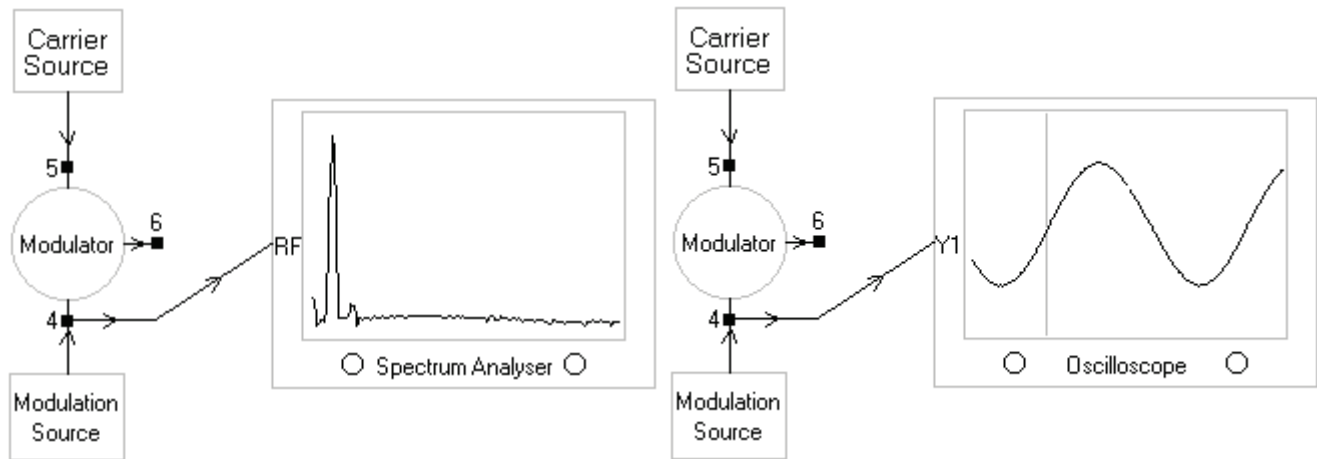 Carrier
Source
5
6
Modulator
RF
4
Spectrum Analyser
Modulation
Source
Carrier
Source
5
6
Modulator
Y1
4
Oscilloscope
Modulation
Source